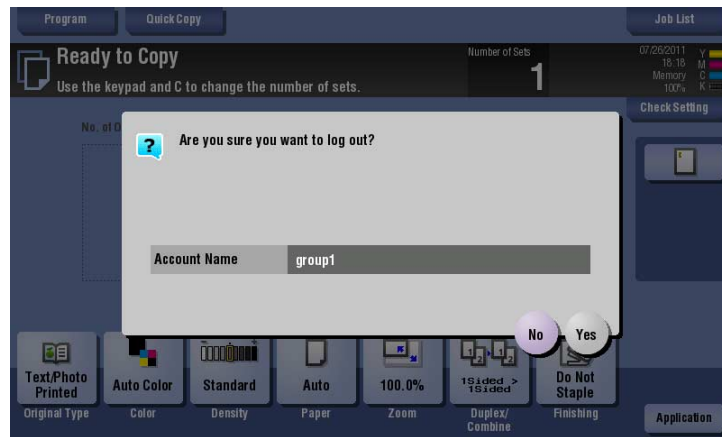 Program
Quick Copy
Job List
Ready to Copy
Use the keypad and C to change the number of sets.
Number of Sets
1
07/26/2011
18:18
Memory
100%
Y
M
C
K
Check Setting
No. of O
Are you sure you want to log out?
Account Name
group1
No
Yes
Text/Photo
Printed
Auto Color
Standard
Auto
100.0%
1Sided >
1Sided
Do Not
Staple
Original Type
Color
Density
Paper
Zoom
Duplex/
Combine
Finishing
Application